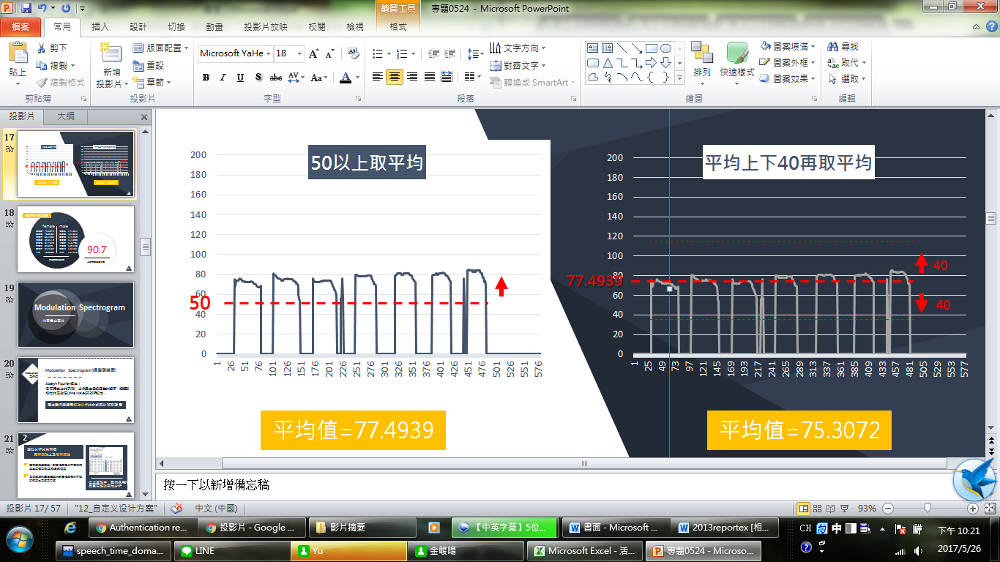 繪圖工具
專題0524 - Microsoft PowerPoint
檔案 常用 插入 設計 切換 動畫 投影片放映 校閱 檢視 格式
貼上
剪下
複製
複製格式
剪貼簿
新增
投影片
版面配置
重設
章節
投影片
Microsoft YaHe 18
B I U S abc AV Aa A
字型
段落
文字方向
對齊文字
轉換成 SmartArt
繪圖
排列
快速樣式
圖案填滿
圖案外框
圖案效果
編輯
尋找
取代
選取
投影片 大綱
17
18
female male
90.7
19
Modulation Spectrogram
20
Modulation Spectrogram
21
2
50以上取平均
200
180
160
140
120
100
80
60
50
40
20
0
1 26 51 76 101 126 151 176 201 226 251 276 301 326 351 376 401 426 451 476 501 526 551 576
平均值=77.4939
平均上下40再取平均
200
180
160
140
120
100
80
77.4939
60
40
20
0
40
40
1 25 49 73 97 121 145 169 193 217 241 265 289 313 337 361 385 409 433 457 481 505 529 553 577
平均值=75.3072
按一下以新增備忘稿
投影片 17/ 57 "12_自定义设计方案" 中文 (中國) 93%
Authentication re... 投影片 - Google ... 影片摘要 【中英字幕】5位... 書面 - Microsoft ... 2013reportex [相... CH 中 下午 10:21
speech_time_doma... LINE Yu 金峻暘 Microsoft Excel - 活... 專題0524 - Microso... 2017/5/26